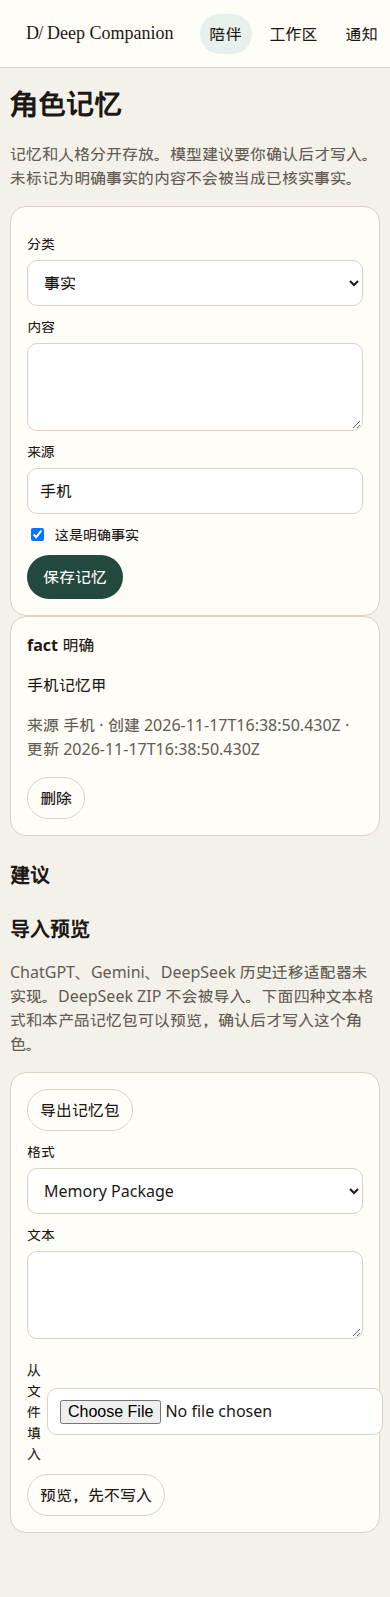 D/ Deep Companion 陪伴 工作区 通知
角色记忆
记忆和人格分开存放。模型建议要你确认后才写入。
未标记为明确事实的内容不会被当成已核实事实。
分类
事实
内容
来源
手机
这是明确事实
保存记忆
fact 明确
手机记忆甲
来源 手机 · 创建 2026-11-17T16:38:50.430Z ·
更新 2026-11-17T16:38:50.430Z
删除
建议
导入预览
ChatGPT、Gemini、DeepSeek 历史迁移适配器未
实现。DeepSeek ZIP 不会被导入。下面四种文本格
式和本产品记忆包可以预览，确认后才写入这个角
色。
导出记忆包
格式
Memory Package
文本
从
文
件
填
入
Choose File No file chosen
预览，先不写入